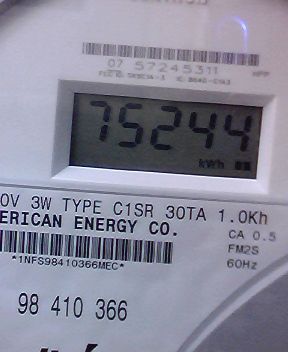 07 57245311
75244
kWh
0V 3W TYPE C1SR 30TA 1.0Kh
ERICAN ENERGY CO.
CA 0.5
FM2S
60Hz
*1NFS98410366MEC*
98 410 366